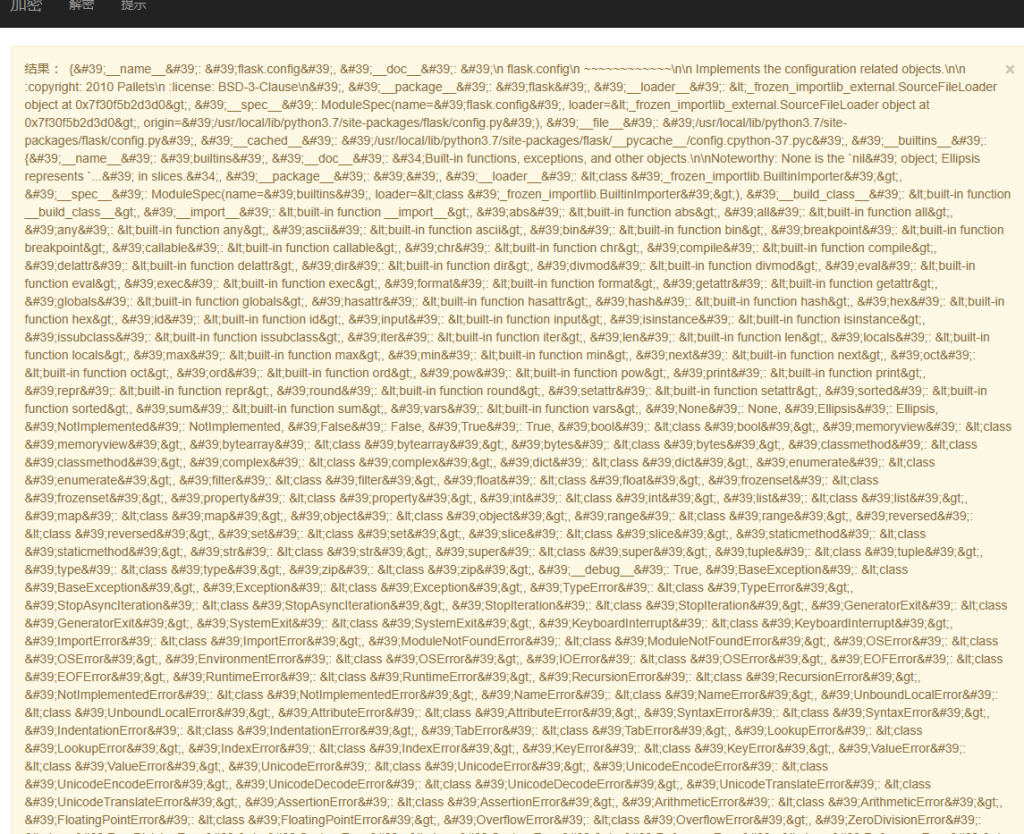 加密 解密 提示
结果 :  {&#39;__name__&#39;: &#39;flask.config&#39;, &#39;__doc__&#39;: &#39;\n flask.config\n ~~~~~~~~~~~~\n\n Implements the configuration related objects.\n\n
:copyright: 2010 Pallets\n :license: BSD-3-Clause\n&#39;, &#39;__package__&#39;: &#39;flask&#39;, &#39;__loader__&#39;: &lt;_frozen_importlib_external.SourceFileLoader
object at 0x7f30f5b2d3d0&gt;, &#39;__spec__&#39;: ModuleSpec(name=&#39;flask.config&#39;, loader=&lt;_frozen_importlib_external.SourceFileLoader object at
0x7f30f5b2d3d0&gt;, origin=&#39;/usr/local/lib/python3.7/site-packages/flask/config.py&#39;), &#39;__file__&#39;: &#39;/usr/local/lib/python3.7/site-
packages/flask/config.py&#39;, &#39;__cached__&#39;: &#39;/usr/local/lib/python3.7/site-packages/flask/__pycache__/config.cpython-37.pyc&#39;, &#39;__builtins__&#39;:
{&#39;__name__&#39;: &#39;builtins&#39;, &#39;__doc__&#39;: &#34;Built-in functions, exceptions, and other objects.\n\nNoteworthy: None is the `nil&#39; object; Ellipsis
represents `...&#39; in slices.&#34;, &#39;__package__&#39;: &#39;&#39;, &#39;__loader__&#39;: &lt;class &#39;_frozen_importlib.BuiltinImporter&#39;&gt;,
&#39;__spec__&#39;: ModuleSpec(name=&#39;builtins&#39;, loader=&lt;class &#39;_frozen_importlib.BuiltinImporter&#39;&gt;), &#39;__build_class__&#39;: &lt;built-in function
__build_class__&gt;, &#39;__import__&#39;: &lt;built-in function __import__&gt;, &#39;abs&#39;: &lt;built-in function abs&gt;, &#39;all&#39;: &lt;built-in function all&gt;,
&#39;any&#39;: &lt;built-in function any&gt;, &#39;ascii&#39;: &lt;built-in function ascii&gt;, &#39;bin&#39;: &lt;built-in function bin&gt;, &#39;breakpoint&#39;: &lt;built-in function
breakpoint&gt;, &#39;callable&#39;: &lt;built-in function callable&gt;, &#39;chr&#39;: &lt;built-in function chr&gt;, &#39;compile&#39;: &lt;built-in function compile&gt;,
&#39;delattr&#39;: &lt;built-in function delattr&gt;, &#39;dir&#39;: &lt;built-in function dir&gt;, &#39;divmod&#39;: &lt;built-in function divmod&gt;, &#39;eval&#39;: &lt;built-in
function eval&gt;, &#39;exec&#39;: &lt;built-in function exec&gt;, &#39;format&#39;: &lt;built-in function format&gt;, &#39;getattr&#39;: &lt;built-in function getattr&gt;,
&#39;globals&#39;: &lt;built-in function globals&gt;, &#39;hasattr&#39;: &lt;built-in function hasattr&gt;, &#39;hash&#39;: &lt;built-in function hash&gt;, &#39;hex&#39;: &lt;built-in
function hex&gt;, &#39;id&#39;: &lt;built-in function id&gt;, &#39;input&#39;: &lt;built-in function input&gt;, &#39;isinstance&#39;: &lt;built-in function isinstance&gt;,
&#39;issubclass&#39;: &lt;built-in function issubclass&gt;, &#39;iter&#39;: &lt;built-in function iter&gt;, &#39;len&#39;: &lt;built-in function len&gt;, &#39;locals&#39;: &lt;built-in
function locals&gt;, &#39;max&#39;: &lt;built-in function max&gt;, &#39;min&#39;: &lt;built-in function min&gt;, &#39;next&#39;: &lt;built-in function next&gt;, &#39;oct&#39;:
&lt;built-in function oct&gt;, &#39;ord&#39;: &lt;built-in function ord&gt;, &#39;pow&#39;: &lt;built-in function pow&gt;, &#39;print&#39;: &lt;built-in function print&gt;,
&#39;repr&#39;: &lt;built-in function repr&gt;, &#39;round&#39;: &lt;built-in function round&gt;, &#39;setattr&#39;: &lt;built-in function setattr&gt;, &#39;sorted&#39;: &lt;built-in
function sorted&gt;, &#39;sum&#39;: &lt;built-in function sum&gt;, &#39;vars&#39;: &lt;built-in function vars&gt;, &#39;None&#39;: None, &#39;Ellipsis&#39;: Ellipsis,
&#39;NotImplemented&#39;: NotImplemented, &#39;False&#39;: False, &#39;True&#39;: True, &#39;bool&#39;: &lt;class &#39;bool&#39;&gt;, &#39;memoryview&#39;: &lt;class
&#39;memoryview&#39;&gt;, &#39;bytearray&#39;: &lt;class &#39;bytearray&#39;&gt;, &#39;bytes&#39;: &lt;class &#39;bytes&#39;&gt;, &#39;classmethod&#39;: &lt;class
&#39;classmethod&#39;&gt;, &#39;complex&#39;: &lt;class &#39;complex&#39;&gt;, &#39;dict&#39;: &lt;class &#39;dict&#39;&gt;, &#39;enumerate&#39;: &lt;class
&#39;enumerate&#39;&gt;, &#39;filter&#39;: &lt;class &#39;filter&#39;&gt;, &#39;float&#39;: &lt;class &#39;float&#39;&gt;, &#39;frozenset&#39;: &lt;class
&#39;frozenset&#39;&gt;, &#39;property&#39;: &lt;class &#39;property&#39;&gt;, &#39;int&#39;: &lt;class &#39;int&#39;&gt;, &#39;list&#39;: &lt;class &#39;list&#39;&gt;,
&#39;map&#39;: &lt;class &#39;map&#39;&gt;, &#39;object&#39;: &lt;class &#39;object&#39;&gt;, &#39;range&#39;: &lt;class &#39;range&#39;&gt;, &#39;reversed&#39;:
&lt;class &#39;reversed&#39;&gt;, &#39;set&#39;: &lt;class &#39;set&#39;&gt;, &#39;slice&#39;: &lt;class &#39;slice&#39;&gt;, &#39;staticmethod&#39;: &lt;class
&#39;staticmethod&#39;&gt;, &#39;str&#39;: &lt;class &#39;str&#39;&gt;, &#39;super&#39;: &lt;class &#39;super&#39;&gt;, &#39;tuple&#39;: &lt;class &#39;tuple&#39;&gt;,
&#39;type&#39;: &lt;class &#39;type&#39;&gt;, &#39;zip&#39;: &lt;class &#39;zip&#39;&gt;, &#39;__debug__&#39;: True, &#39;BaseException&#39;: &lt;class
&#39;BaseException&#39;&gt;, &#39;Exception&#39;: &lt;class &#39;Exception&#39;&gt;, &#39;TypeError&#39;: &lt;class &#39;TypeError&#39;&gt;,
&#39;StopAsyncIteration&#39;: &lt;class &#39;StopAsyncIteration&#39;&gt;, &#39;StopIteration&#39;: &lt;class &#39;StopIteration&#39;&gt;, &#39;GeneratorExit&#39;: &lt;class
&#39;GeneratorExit&#39;&gt;, &#39;SystemExit&#39;: &lt;class &#39;SystemExit&#39;&gt;, &#39;KeyboardInterrupt&#39;: &lt;class &#39;KeyboardInterrupt&#39;&gt;,
&#39;ImportError&#39;: &lt;class &#39;ImportError&#39;&gt;, &#39;ModuleNotFoundError&#39;: &lt;class &#39;ModuleNotFoundError&#39;&gt;, &#39;OSError&#39;: &lt;class
&#39;OSError&#39;&gt;, &#39;EnvironmentError&#39;: &lt;class &#39;OSError&#39;&gt;, &#39;IOError&#39;: &lt;class &#39;OSError&#39;&gt;, &#39;EOFError&#39;: &lt;class
&#39;EOFError&#39;&gt;, &#39;RuntimeError&#39;: &lt;class &#39;RuntimeError&#39;&gt;, &#39;RecursionError&#39;: &lt;class &#39;RecursionError&#39;&gt;,
&#39;NotImplementedError&#39;: &lt;class &#39;NotImplementedError&#39;&gt;, &#39;NameError&#39;: &lt;class &#39;NameError&#39;&gt;, &#39;UnboundLocalError&#39;:
&lt;class &#39;UnboundLocalError&#39;&gt;, &#39;AttributeError&#39;: &lt;class &#39;AttributeError&#39;&gt;, &#39;SyntaxError&#39;: &lt;class &#39;SyntaxError&#39;&gt;,
&#39;IndentationError&#39;: &lt;class &#39;IndentationError&#39;&gt;, &#39;TabError&#39;: &lt;class &#39;TabError&#39;&gt;, &#39;LookupError&#39;: &lt;class
&#39;LookupError&#39;&gt;, &#39;IndexError&#39;: &lt;class &#39;IndexError&#39;&gt;, &#39;KeyError&#39;: &lt;class &#39;KeyError&#39;&gt;, &#39;ValueError&#39;:
&lt;class &#39;ValueError&#39;&gt;, &#39;UnicodeError&#39;: &lt;class &#39;UnicodeError&#39;&gt;, &#39;UnicodeEncodeError&#39;: &lt;class
&#39;UnicodeEncodeError&#39;&gt;, &#39;UnicodeDecodeError&#39;: &lt;class &#39;UnicodeDecodeError&#39;&gt;, &#39;UnicodeTranslateError&#39;: &lt;class
&#39;UnicodeTranslateError&#39;&gt;, &#39;AssertionError&#39;: &lt;class &#39;AssertionError&#39;&gt;, &#39;ArithmeticError&#39;: &lt;class &#39;ArithmeticError&#39;&gt;,
&#39;FloatingPointError&#39;: &lt;class &#39;FloatingPointError&#39;&gt;, &#39;OverflowError&#39;: &lt;class &#39;OverflowError&#39;&gt;, &#39;ZeroDivisionError&#39;: